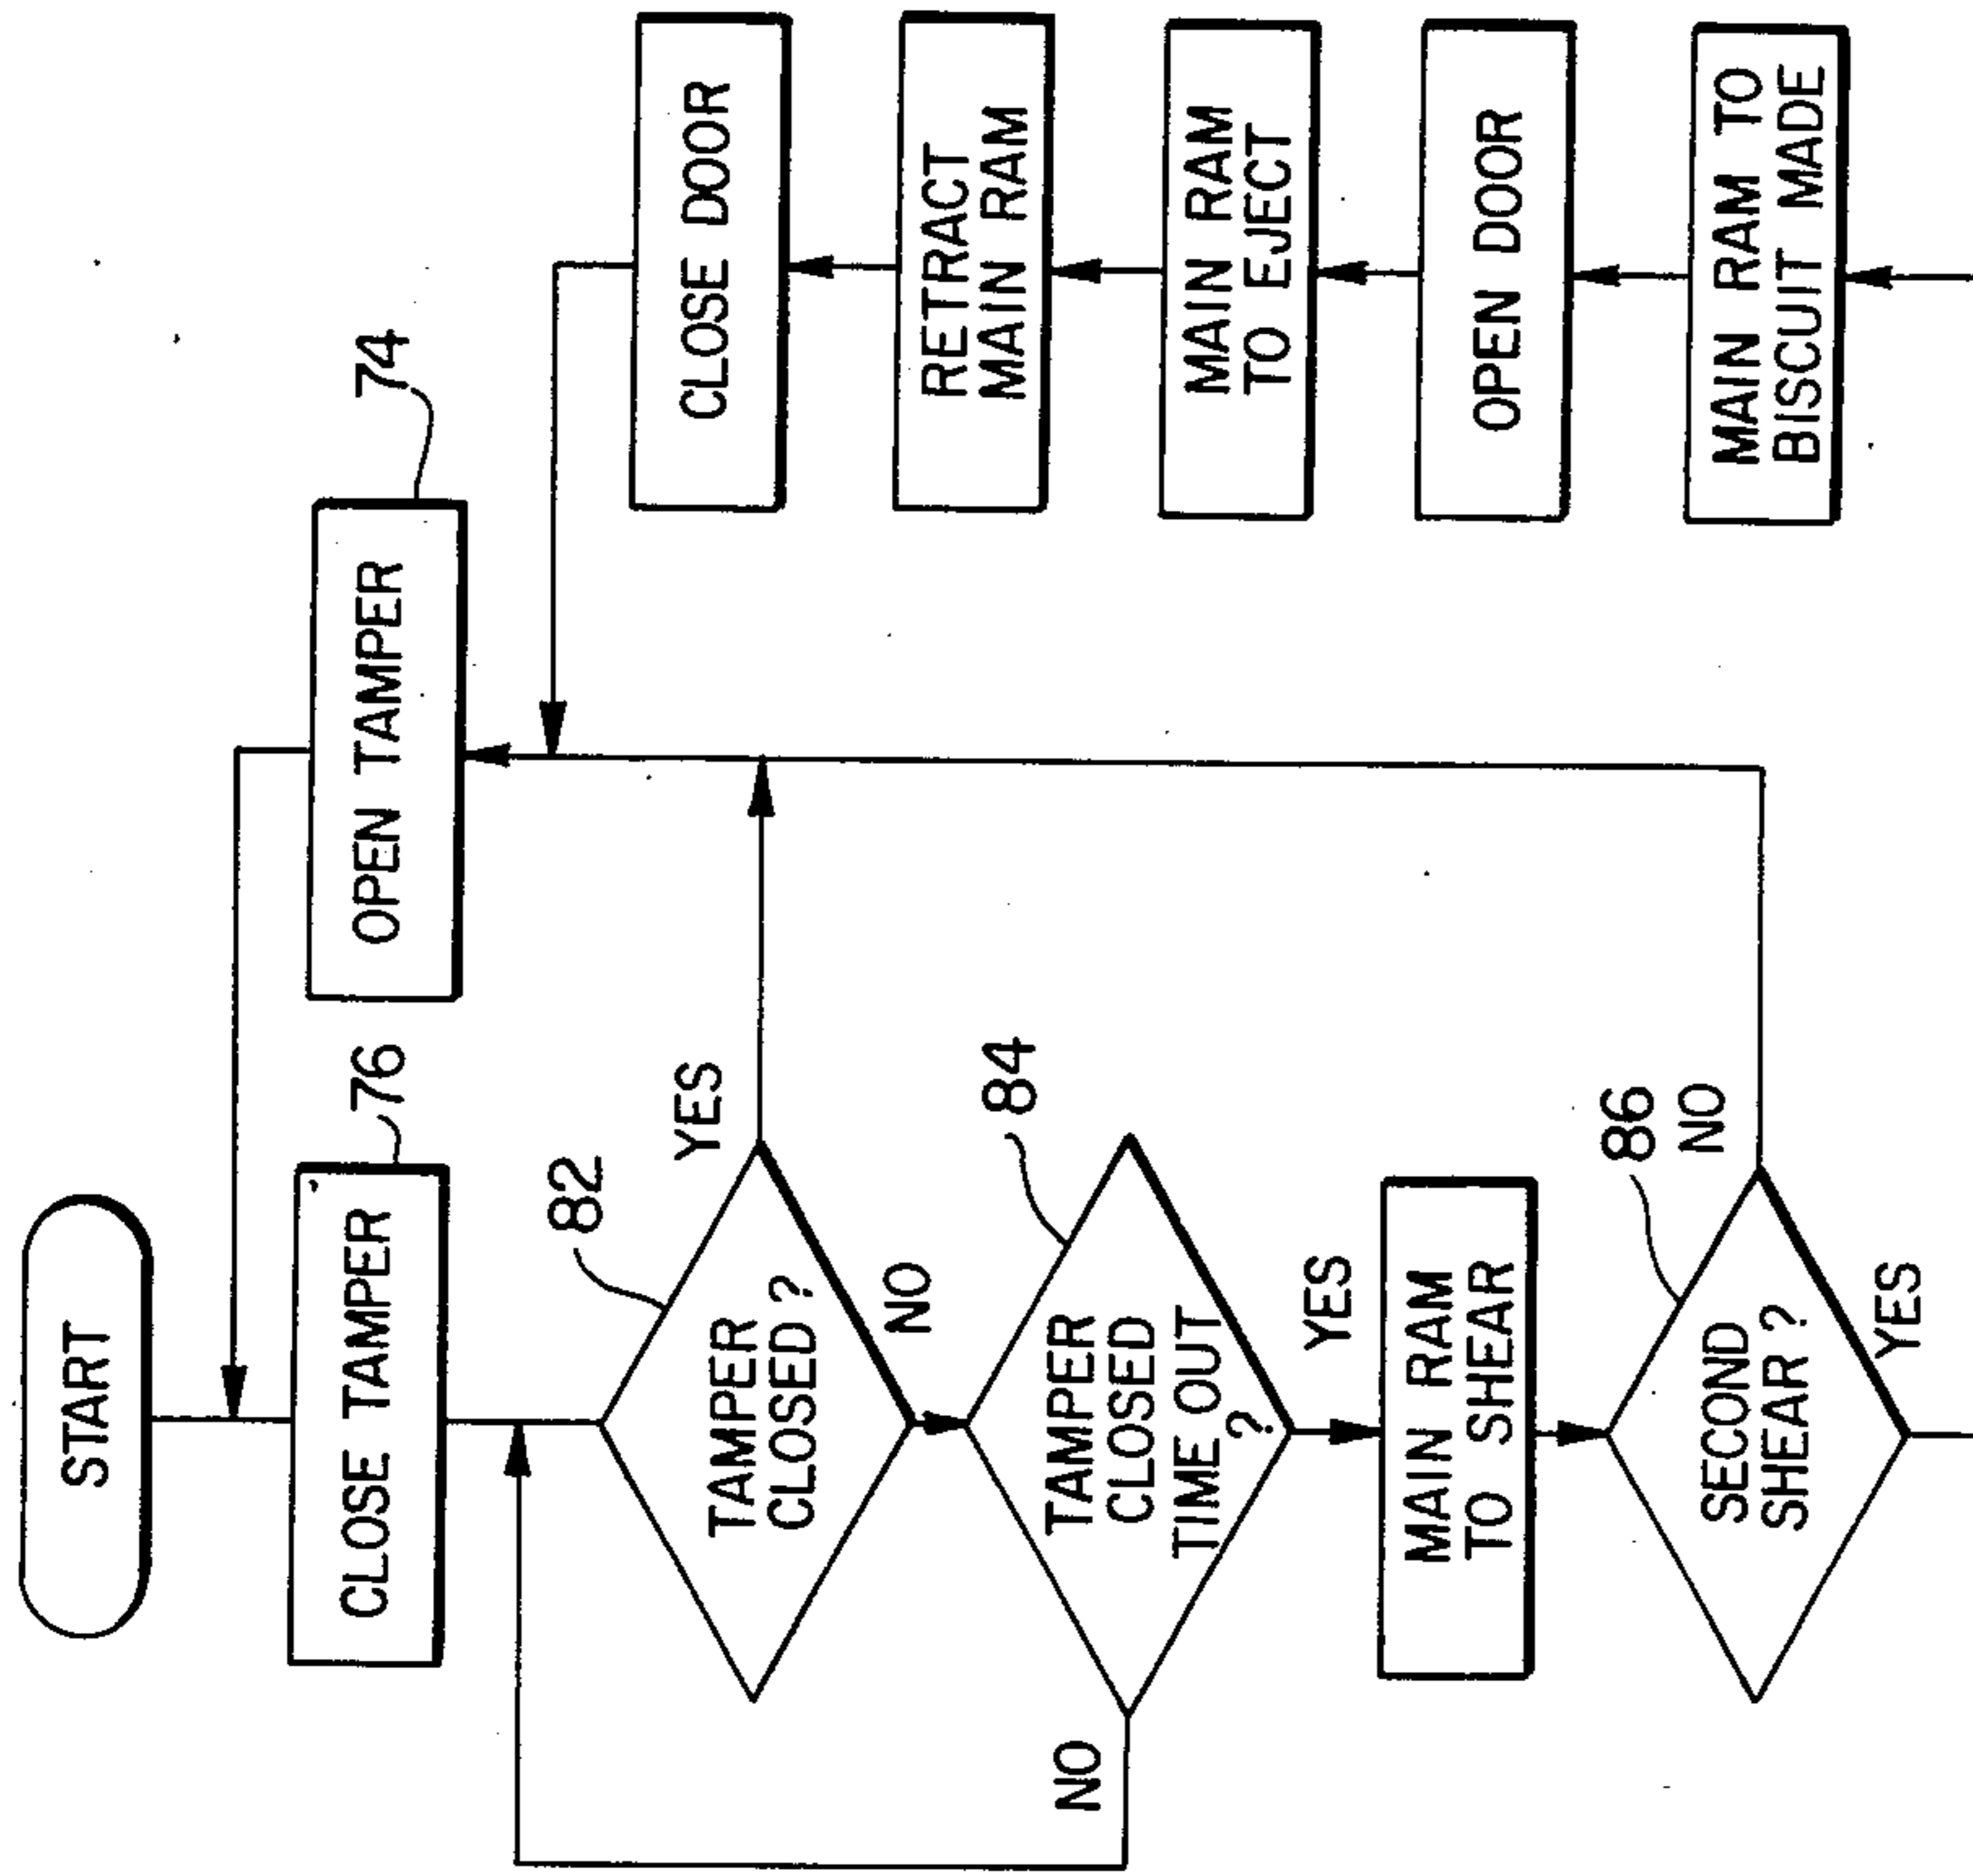 START
CLOSE TAMPER
76
OPEN TAMPER
74
82
TAMPER
CLOSED ?
YES
NO
84
TAMPER
CLOSED
TIME OUT
?
NO
YES
MAIN RAM
TO SHEAR
86
NO
SECOND
SHEAR ?
YES
CLOSE DOOR
RETRACT
MAIN RAM
MAIN RAM
TO EJECT
OPEN DOOR
MAIN RAM TO
BISCUIT MADE